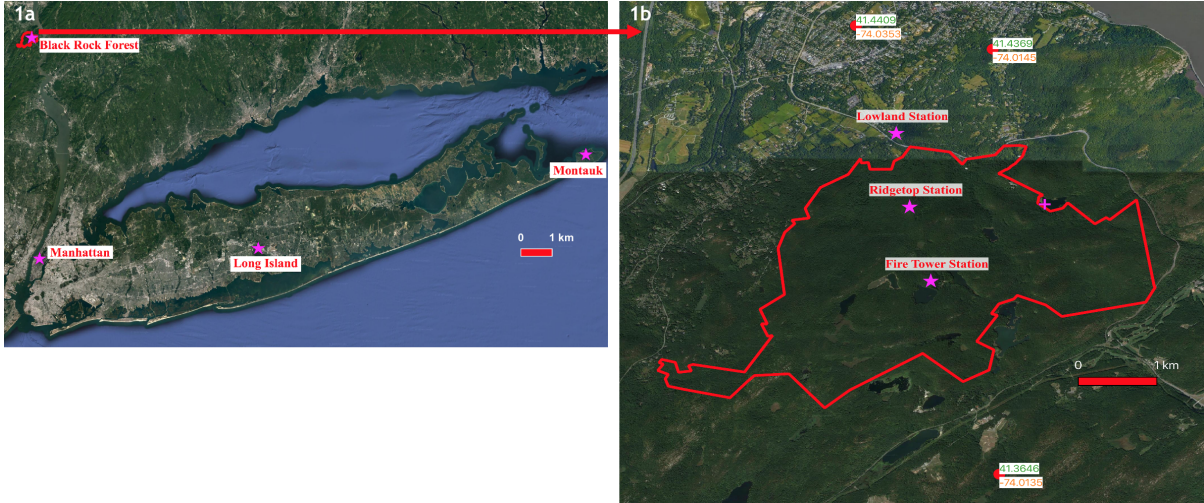 1a
Black Rock Forest
Montauk
Manhattan
Long Island
0 1 km
1b
41.4409
-74.0353
41.4369
-74.0145
Lowland Station
Ridgetop Station
Fire Tower Station
0 1 km
41.3646
-74.0135